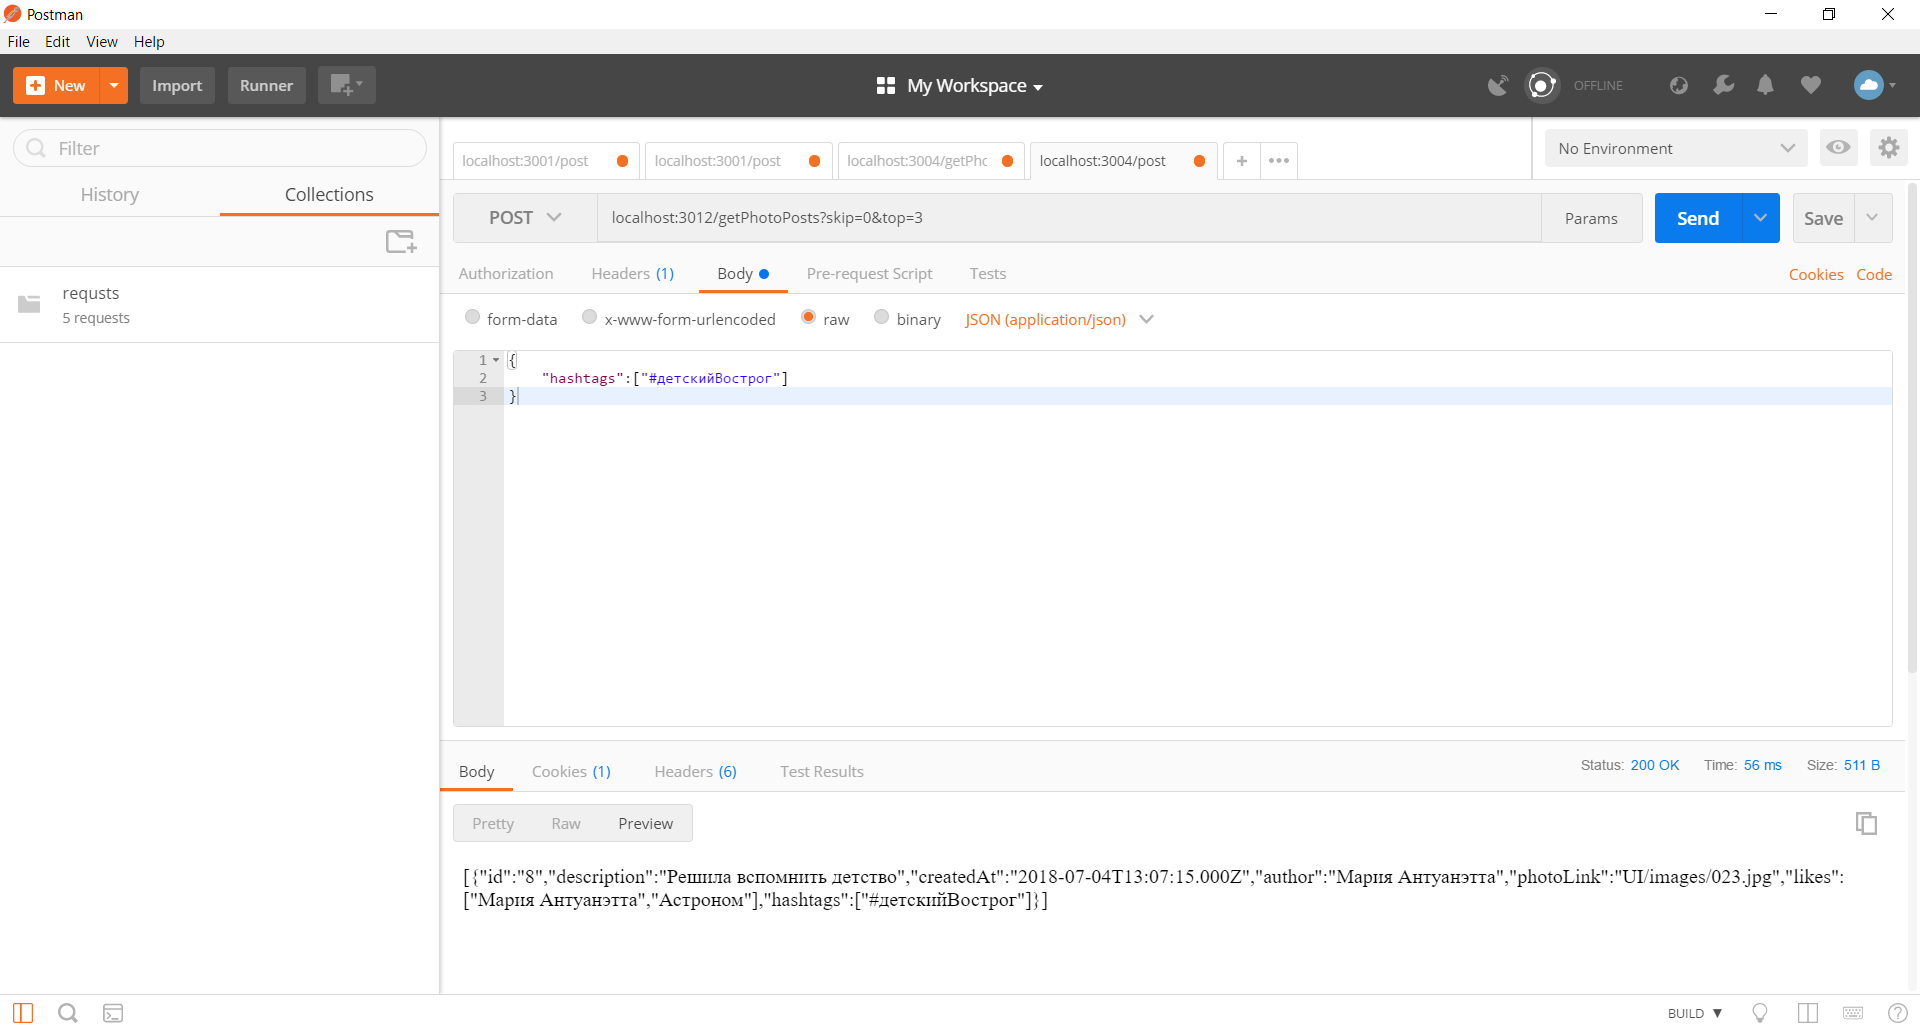 Postman
File Edit View Help
New Import Runner My Workspace OFFLINE
Filter
History Collections
requsts
5 requests
localhost:3001/post localhost:3001/post localhost:3004/getPhc localhost:3004/post + •••
No Environment
POST localhost:3012/getPhotoPosts?skip=0&top=3 Params Send Save
Authorization Headers (1) Body Pre-request Script Tests Cookies Code
form-data x-www-form-urlencoded raw binary JSON (application/json)
1 {
2 "hashtags":["#детскийВострог"]
3 }
Body Cookies (1) Headers (6) Test Results Status: 200 OK Time: 56 ms Size: 511 B
Pretty Raw Preview
[{"id":"8","description":"Решила вспомнить детство","createdAt":"2018-07-04T13:07:15.000Z","author":"Мария Антуанэтта","photoLink":"UI/images/023.jpg","likes":
["Мария Антуанэтта","Астроном"],"hashtags":["#детскийВострог"]}]
BUILD ▼